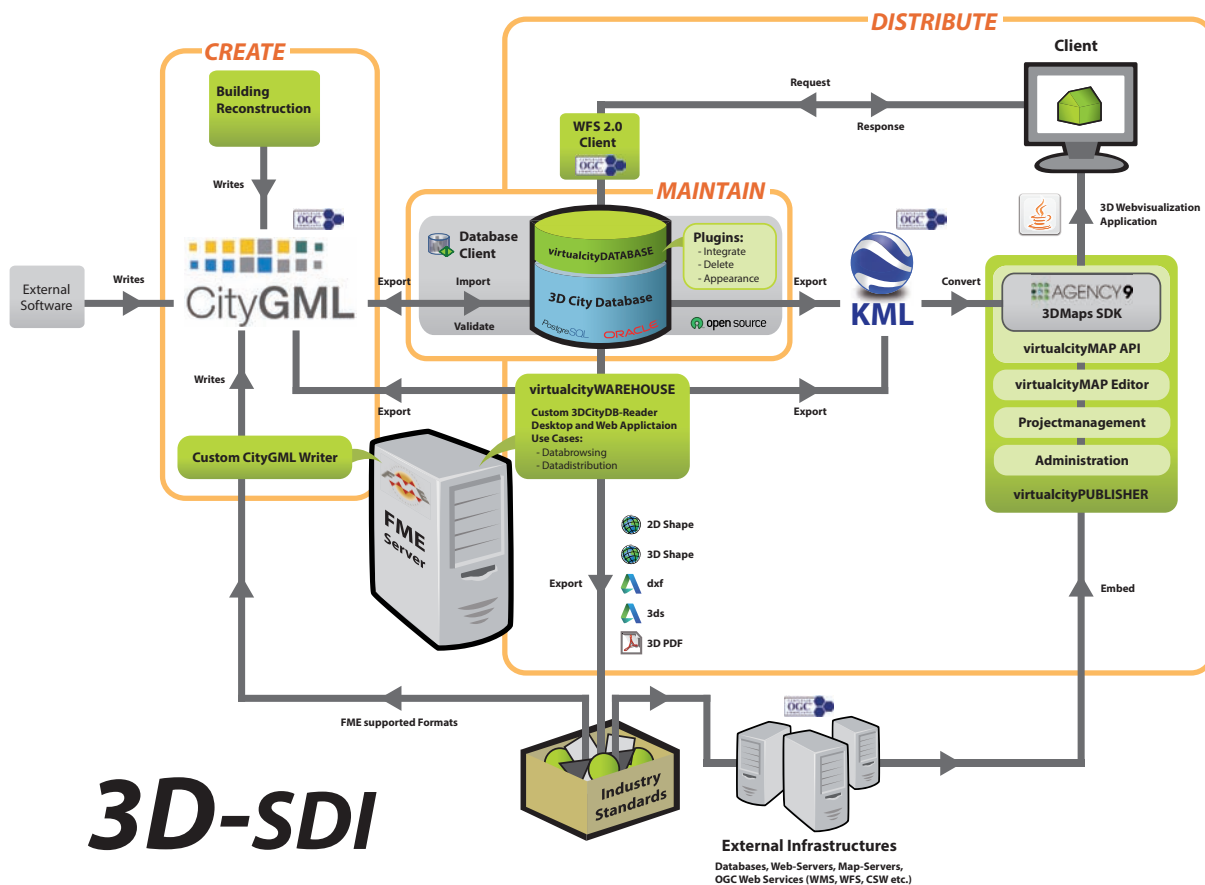 DISTRIBUTE
CREATE
Client
Building
Reconstruction
Request
Response
WFS 2.0
Client
OGC
Writes
MAINTAIN
OGC
OGC
3D Webvisualization
Application
Database
Client
virtualcityDATABASE
Plugins:
- Integrate
- Delete
- Appearance
External
Software
Writes
CityGML
Export
Import
Validate
3D City Database
PostgreSQL
ORACLE
open source
Export
KML
Convert
AGENCY9
3DMaps SDK
virtualcityMAP API
virtualcityMAP Editor
Projectmanagement
Administration
virtualcityPUBLISHER
Writes
Export
virtualcityWAREHOUSE
Custom 3DCityDB-Reader
Desktop and Web Applictaion
Use Cases:
- Databrowsing
- Datadistribution
Export
Custom CityGML Writer
FME
Server
2D Shape
3D Shape
Export
dxf
3ds
3D PDF
Embed
FME supported Formats
OGC
Industry
Standards
3D-SDI
External Infrastructures
Databases, Web-Servers, Map-Servers,
OGC Web Services (WMS, WFS, CSW etc.)